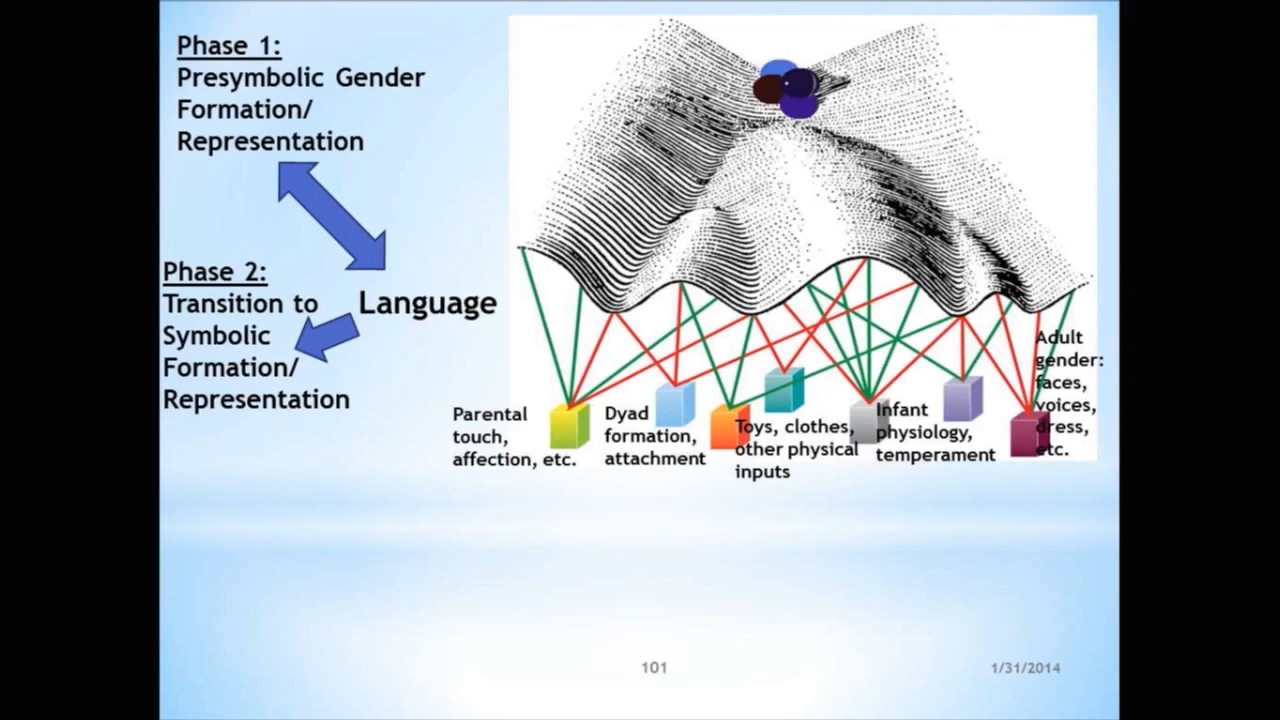 Phase 1:
Presymbolic Gender
Formation/
Representation
Phase 2:
Transition to
Symbolic
Formation/
Representation
Language
Parental
touch,
affection, etc.
Dyad
formation,
attachment
Toys, clothes,
other physical
inputs
Infant
physiology,
temperament
Adult
gender:
faces,
voices,
dress,
etc.
101
1/31/2014